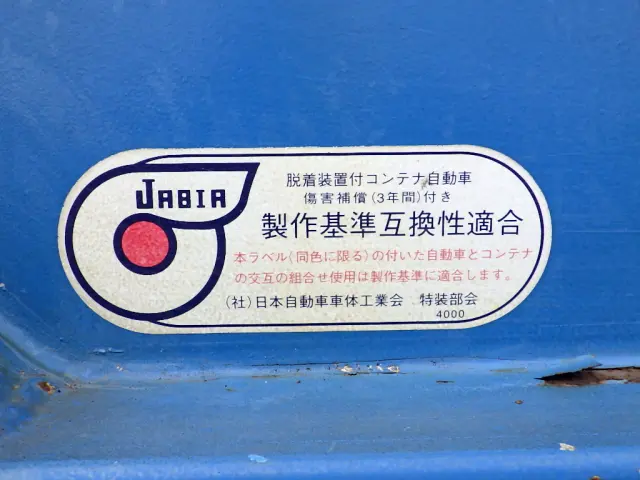 JABIA
脱着装置付コンテナ自動車
傷害補償(3年間)付き
製作基準互換性適合
本ラベル(同色に限る)の付いた自動車とコンテナ
の交互の組合せ使用は製作基準に適合します。
(社)日本自動車車体工業会 特装部会
4000